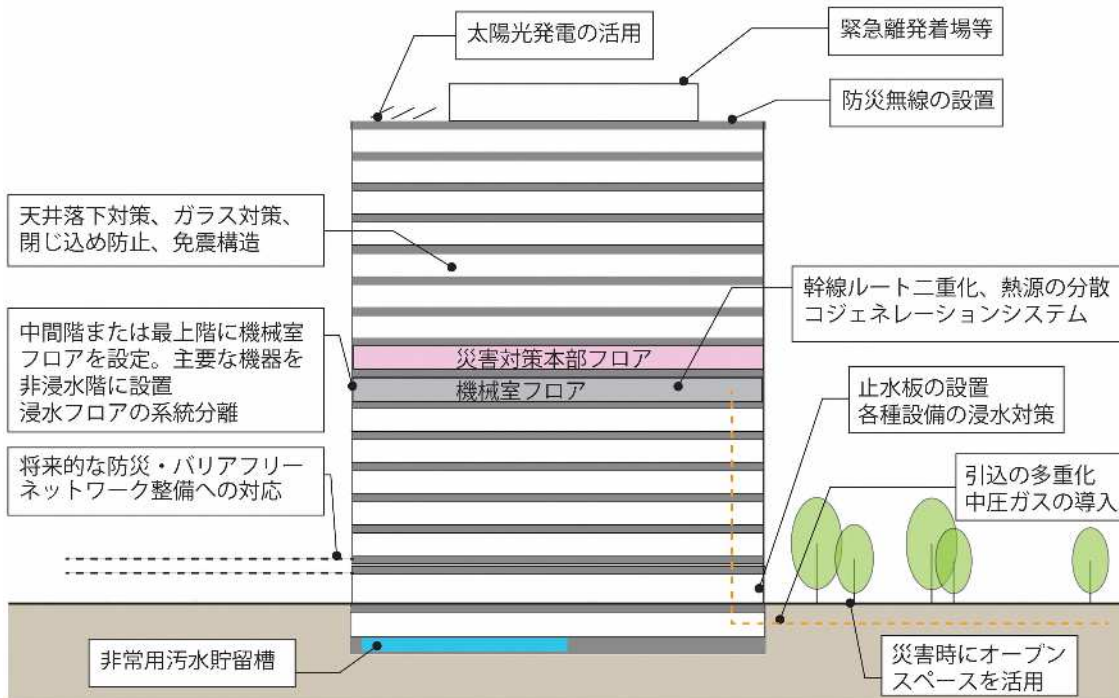 太陽光発電の活用
緊急離発着場等
防災無線の設置
天井落下対策、ガラス対策、
閉じ込め防止、免震構造
幹線ルート二重化、熱源の分散
コジェネレーションシステム
中間階または最上階に機械室
フロアを設定。主要な機器を
非浸水階に設置
浸水フロアの系統分離
災害対策本部フロア
機械室フロア
止水板の設置
各種設備の浸水対策
将来的な防災・バリアフリー
ネットワーク整備への対応
引込の多重化
中圧ガスの導入
非常用汚水貯留槽
災害時にオープン
スペースを活用